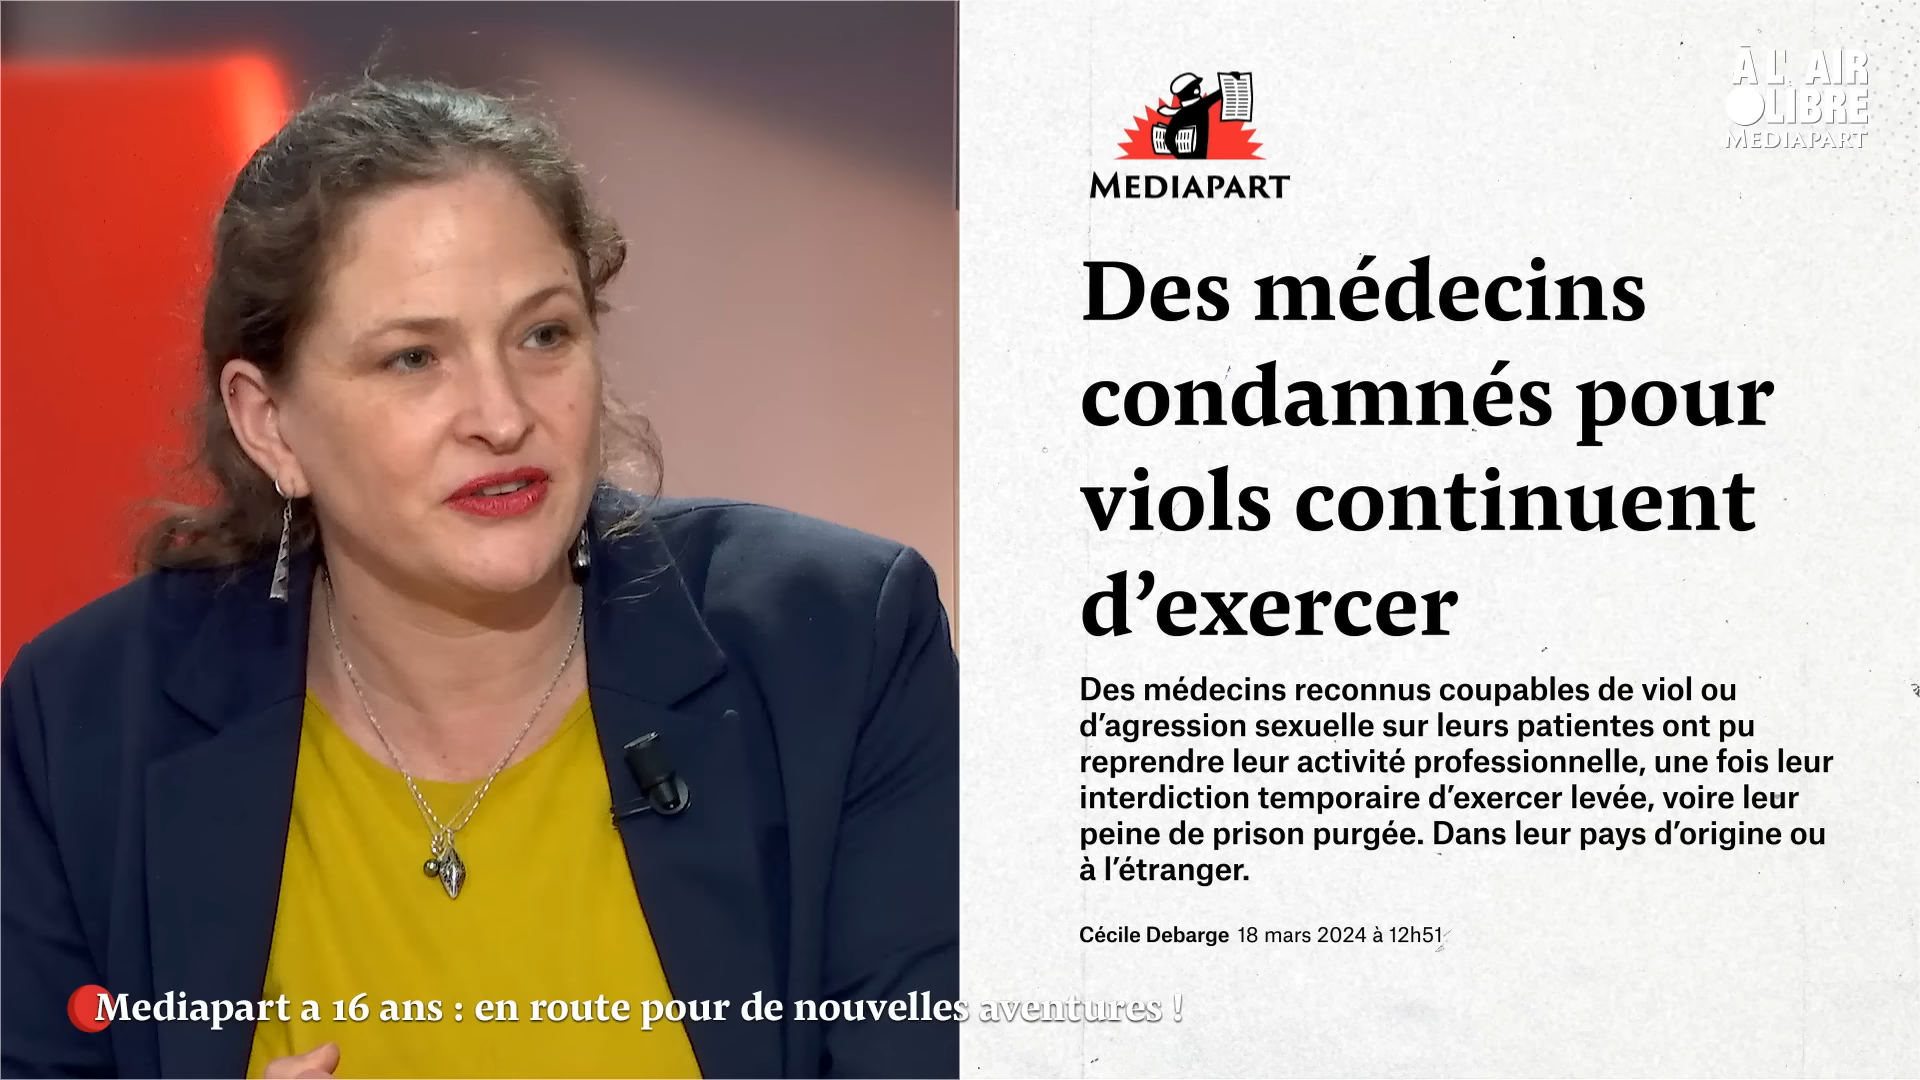 À L' AIR
LIBRE
MEDIAPART
MEDIAPART
Des médecins
condamnés pour
viols continuent
d'exercer
Des médecins reconnus coupables de viol ou
d'agression sexuelle sur leurs patientes ont pu
reprendre leur activité professionnelle, une fois leur
interdiction temporaire d'exercer levée, voire leur
peine de prison purgée. Dans leur pays d'origine ou
à l'étranger.
Cécile Debarge 18 mars 2024 à 12h51
Mediapart a 16 ans : en route pour de nouvelles aventures !